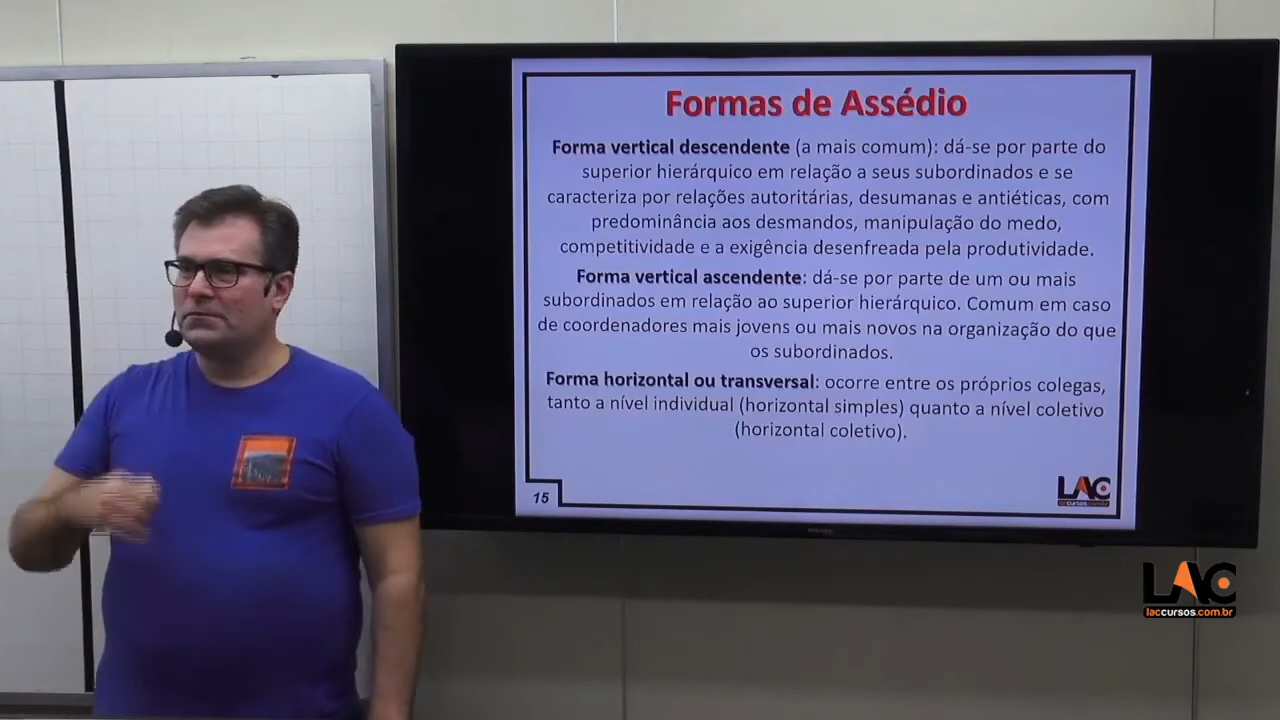 Formas de Assédio
Forma vertical descendente (a mais comum): dá-se por parte do
superior hierárquico em relação a seus subordinados e se
caracteriza por relações autoritárias, desumanas e antiéticas, com
predominância aos desmandos, manipulação do medo,
competitividade e a exigência desenfreada pela produtividade.
Forma vertical ascendente: dá-se por parte de um ou mais
subordinados em relação ao superior hierárquico. Comum em caso
de coordenadores mais jovens ou mais novos na organização do que
os subordinados.
Forma horizontal ou transversal: ocorre entre os próprios colegas,
tanto a nível individual (horizontal simples) quanto a nível coletivo
(horizontal coletivo).
15
LAC
laccursos.com.br
LAC
laccursos.com.br